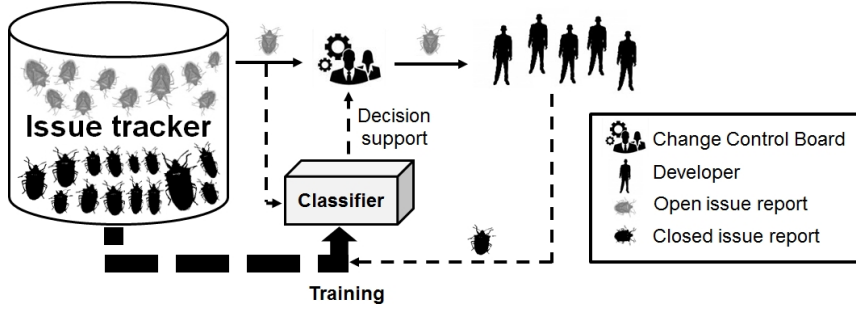 Issue tracker
Decision
support
Classifier
Training
Change Control Board
Developer
Open issue report
Closed issue report